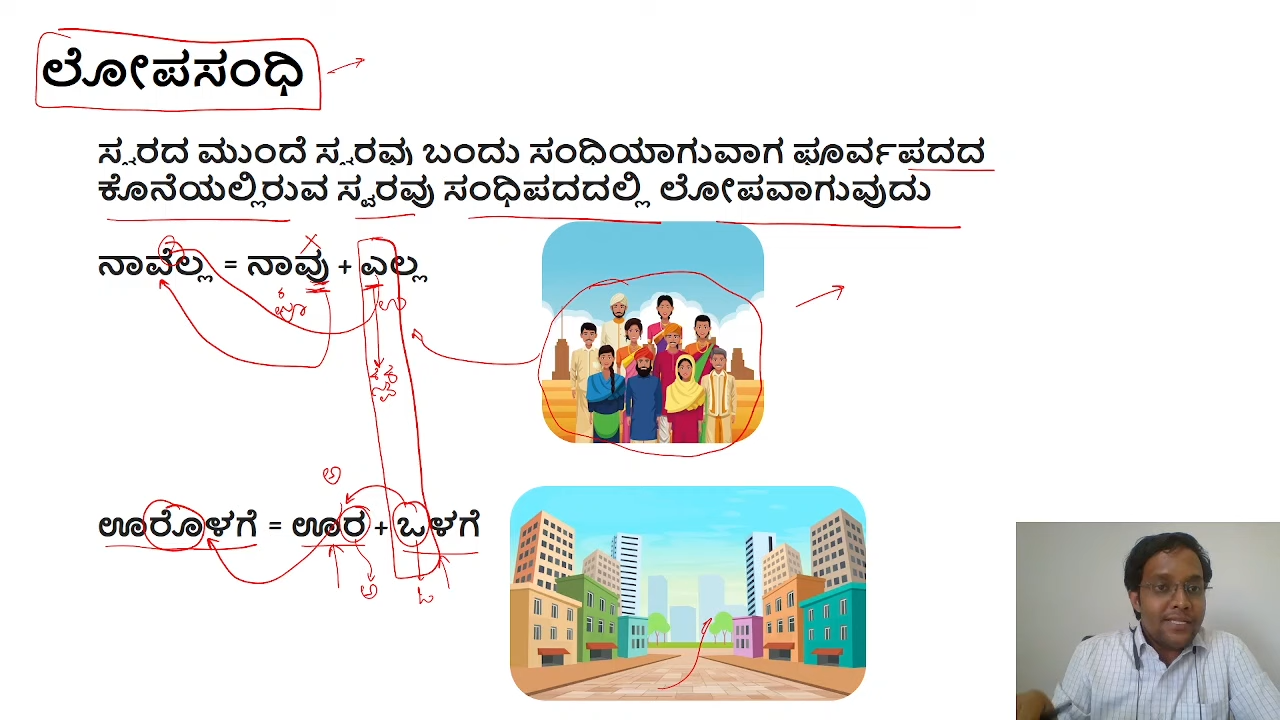 ಲೋಪಸಂಧಿ
ಸ್ವರದ ಮುಂದೆ ಸ್ವರವು ಬಂದು ಸಂಧಿಯಾಗುವಾಗ ಪೂರ್ವಪದದ
ಕೊನೆಯಲ್ಲಿರುವ ಸ್ವರವು ಸಂಧಿಪದದಲ್ಲಿ ಲೋಪವಾಗುವುದು
ನಾವೆಲ್ಲ = ನಾವು + ಎಲ್ಲ
ಊರೊಳಗೆ = ಊರ + ಒಳಗೆ